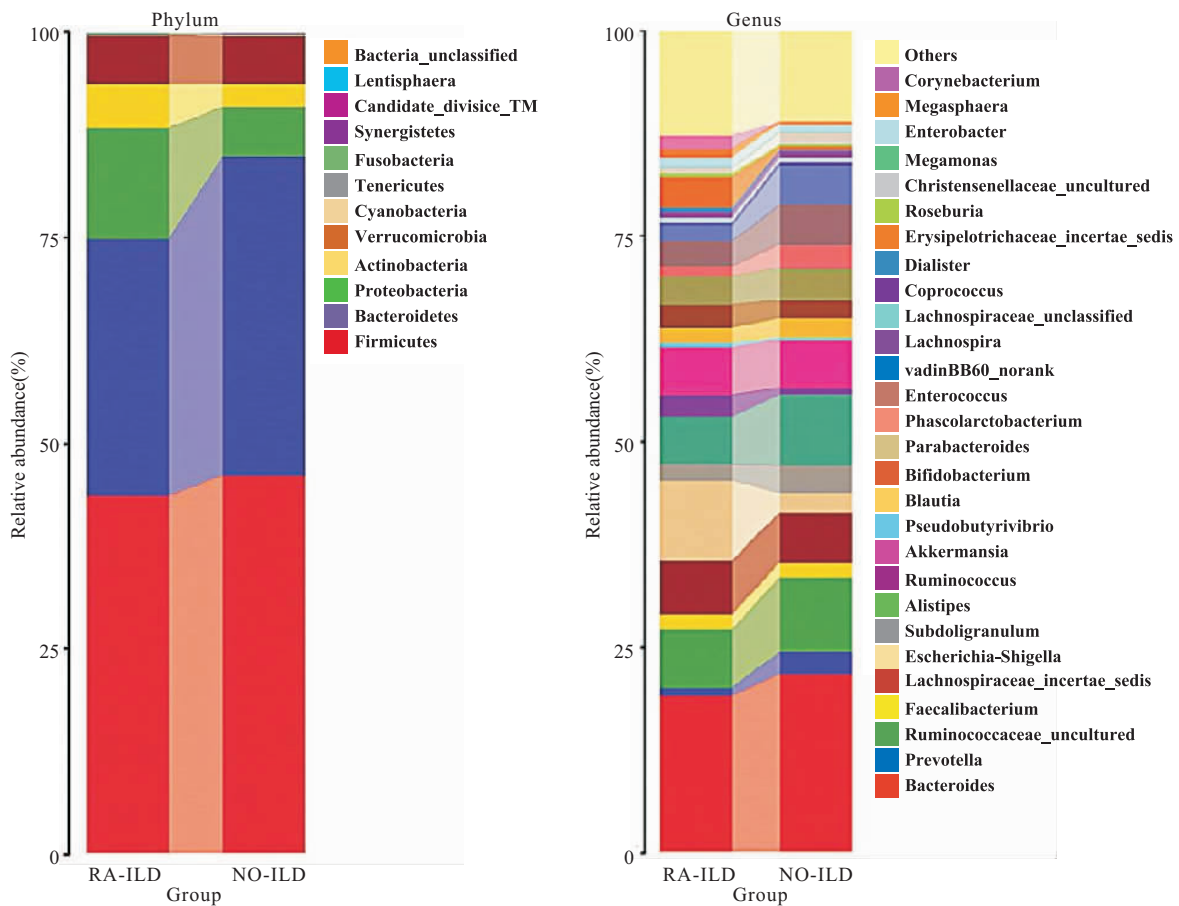 Phylum
100
75
50
25
0
Relative abundance(%)
RA-ILD
NO-ILD
Group
Bacteria_unclassified
Lentisphaera
Candidate_divisice_TM
Synergistetes
Fusobacteria
Tenericutes
Cyanobacteria
Verrucomicrobia
Actinobacteria
Proteobacteria
Bacteroidetes
Firmicutes
Genus
100
75
50
25
0
Relative abundance(%)
RA-ILD
NO-ILD
Group
Others
Corynebacterium
Megasphaera
Enterobacter
Megamonas
Christensenellaceae_uncultured
Roseburia
Erysipelotrichaceae_incertae_sedis
Dialister
Coprococcus
Lachnospiraceae_unclassified
Lachnospira
vadinBB60_norank
Enterococcus
Phascolarctobacterium
Parabacteroides
Bifidobacterium
Blautia
Pseudobutyrivibrio
Akkermansia
Ruminococcus
Alistipes
Subdoligranulum
Escherichia-Shigella
Lachnospiraceae_incertae_sedis
Faecalibacterium
Ruminococcaceae_uncultured
Prevotella
Bacteroides